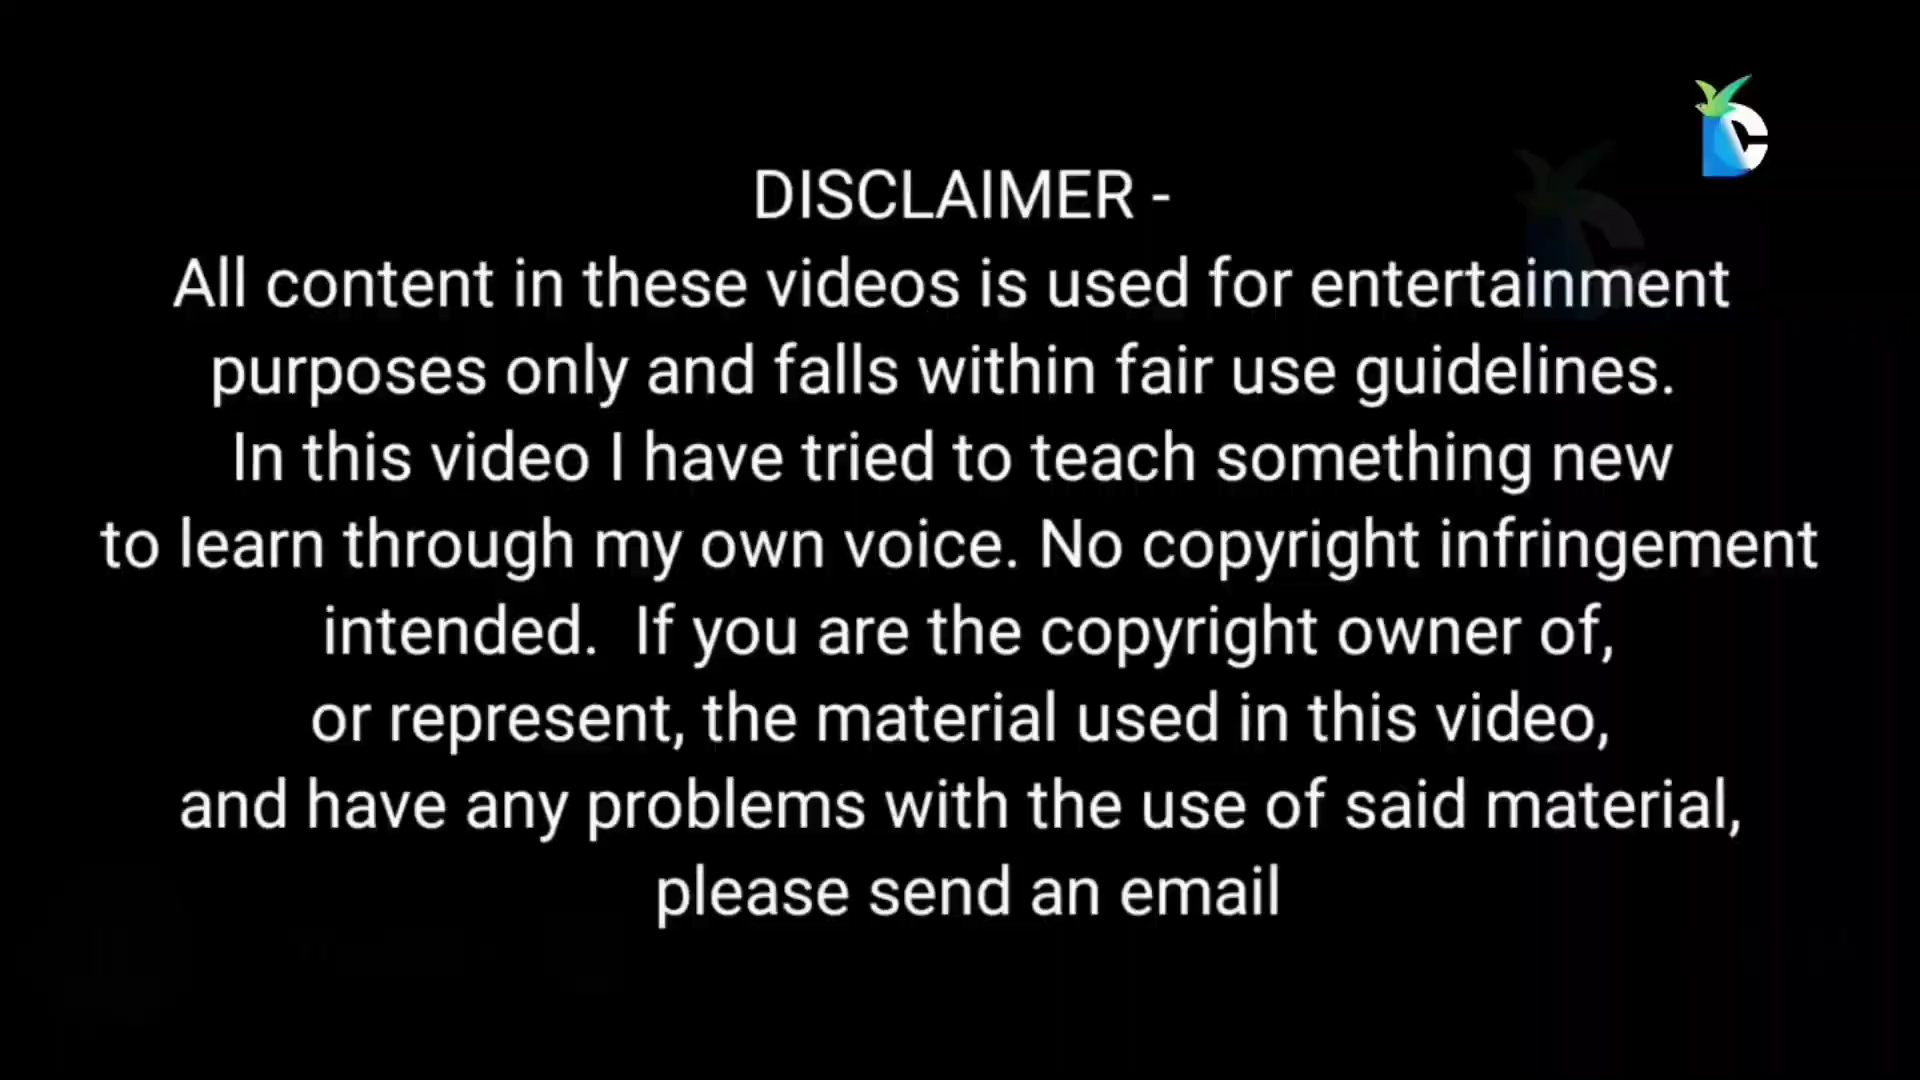 DISCLAIMER -
All content in these videos is used for entertainment
purposes only and falls within fair use guidelines.
In this video I have tried to teach something new
to learn through my own voice. No copyright infringement
intended.  If you are the copyright owner of,
or represent, the material used in this video,
and have any problems with the use of said material,
please send an email